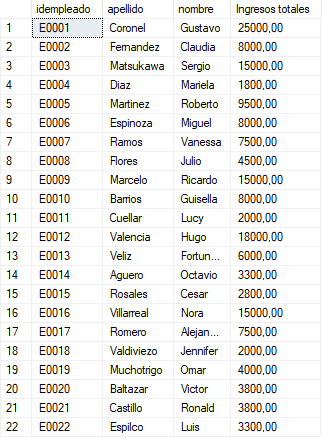 idempleado apellido nombre Ingresos totales
1 E0001 Coronel Gustavo 25000,00
2 E0002 Fernandez Claudia 8000,00
3 E0003 Matsukawa Sergio 15000,00
4 E0004 Diaz Mariela 1800,00
5 E0005 Martinez Roberto 9500,00
6 E0006 Espinoza Miguel 8000,00
7 E0007 Ramos Vanessa 7500,00
8 E0008 Flores Julio 4500,00
9 E0009 Marcelo Ricardo 15000,00
10 E0010 Barrios Guisella 8000,00
11 E0011 Cuellar Lucy 2000,00
12 E0012 Valencia Hugo 18000,00
13 E0013 Veliz Fortun... 6000,00
14 E0014 Aguero Octavio 3300,00
15 E0015 Rosales Cesar 2800,00
16 E0016 Villarreal Nora 15000,00
17 E0017 Romero Alejan... 7500,00
18 E0018 Valdiviezo Jennifer 2000,00
19 E0019 Muchotrigo Omar 4000,00
20 E0020 Baltazar Victor 3800,00
21 E0021 Castillo Ronald 3800,00
22 E0022 Espilco Luis 3300,00